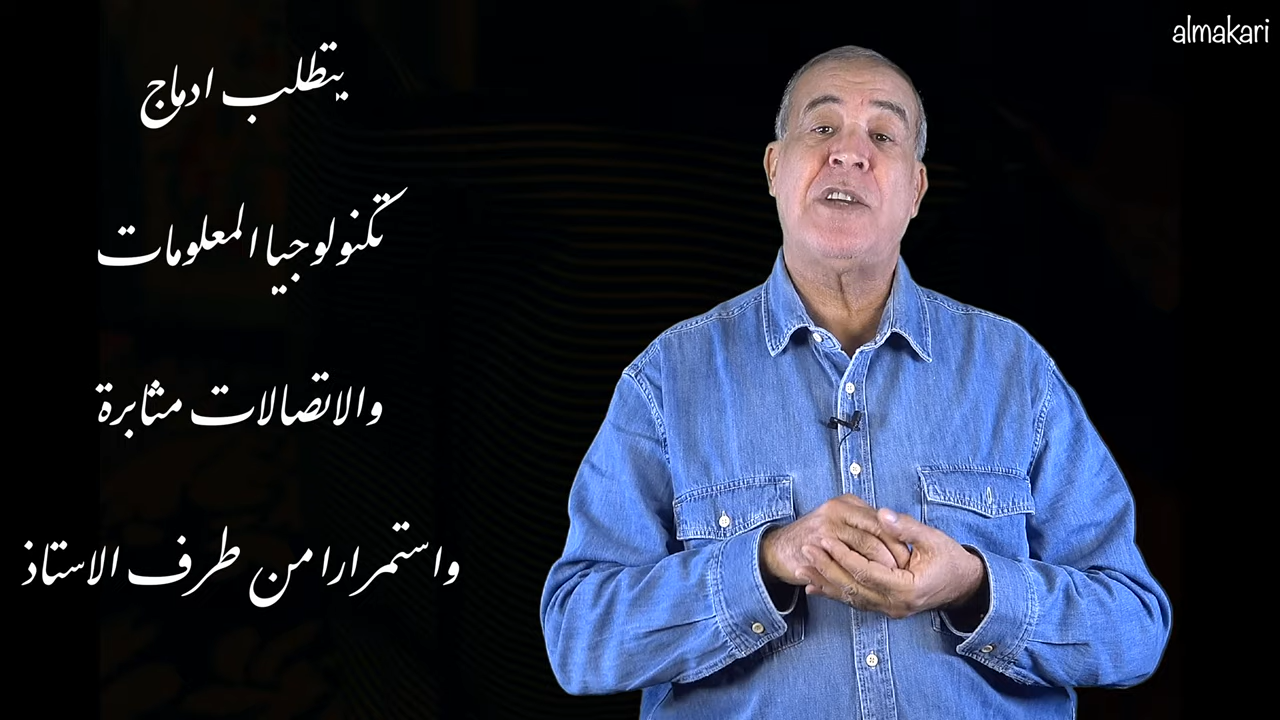 almakari
يتطلب ادماج
تكنولوجيا المعلومات
والاتصالات مثابرة
واستمرارا من طرف الاستاذ